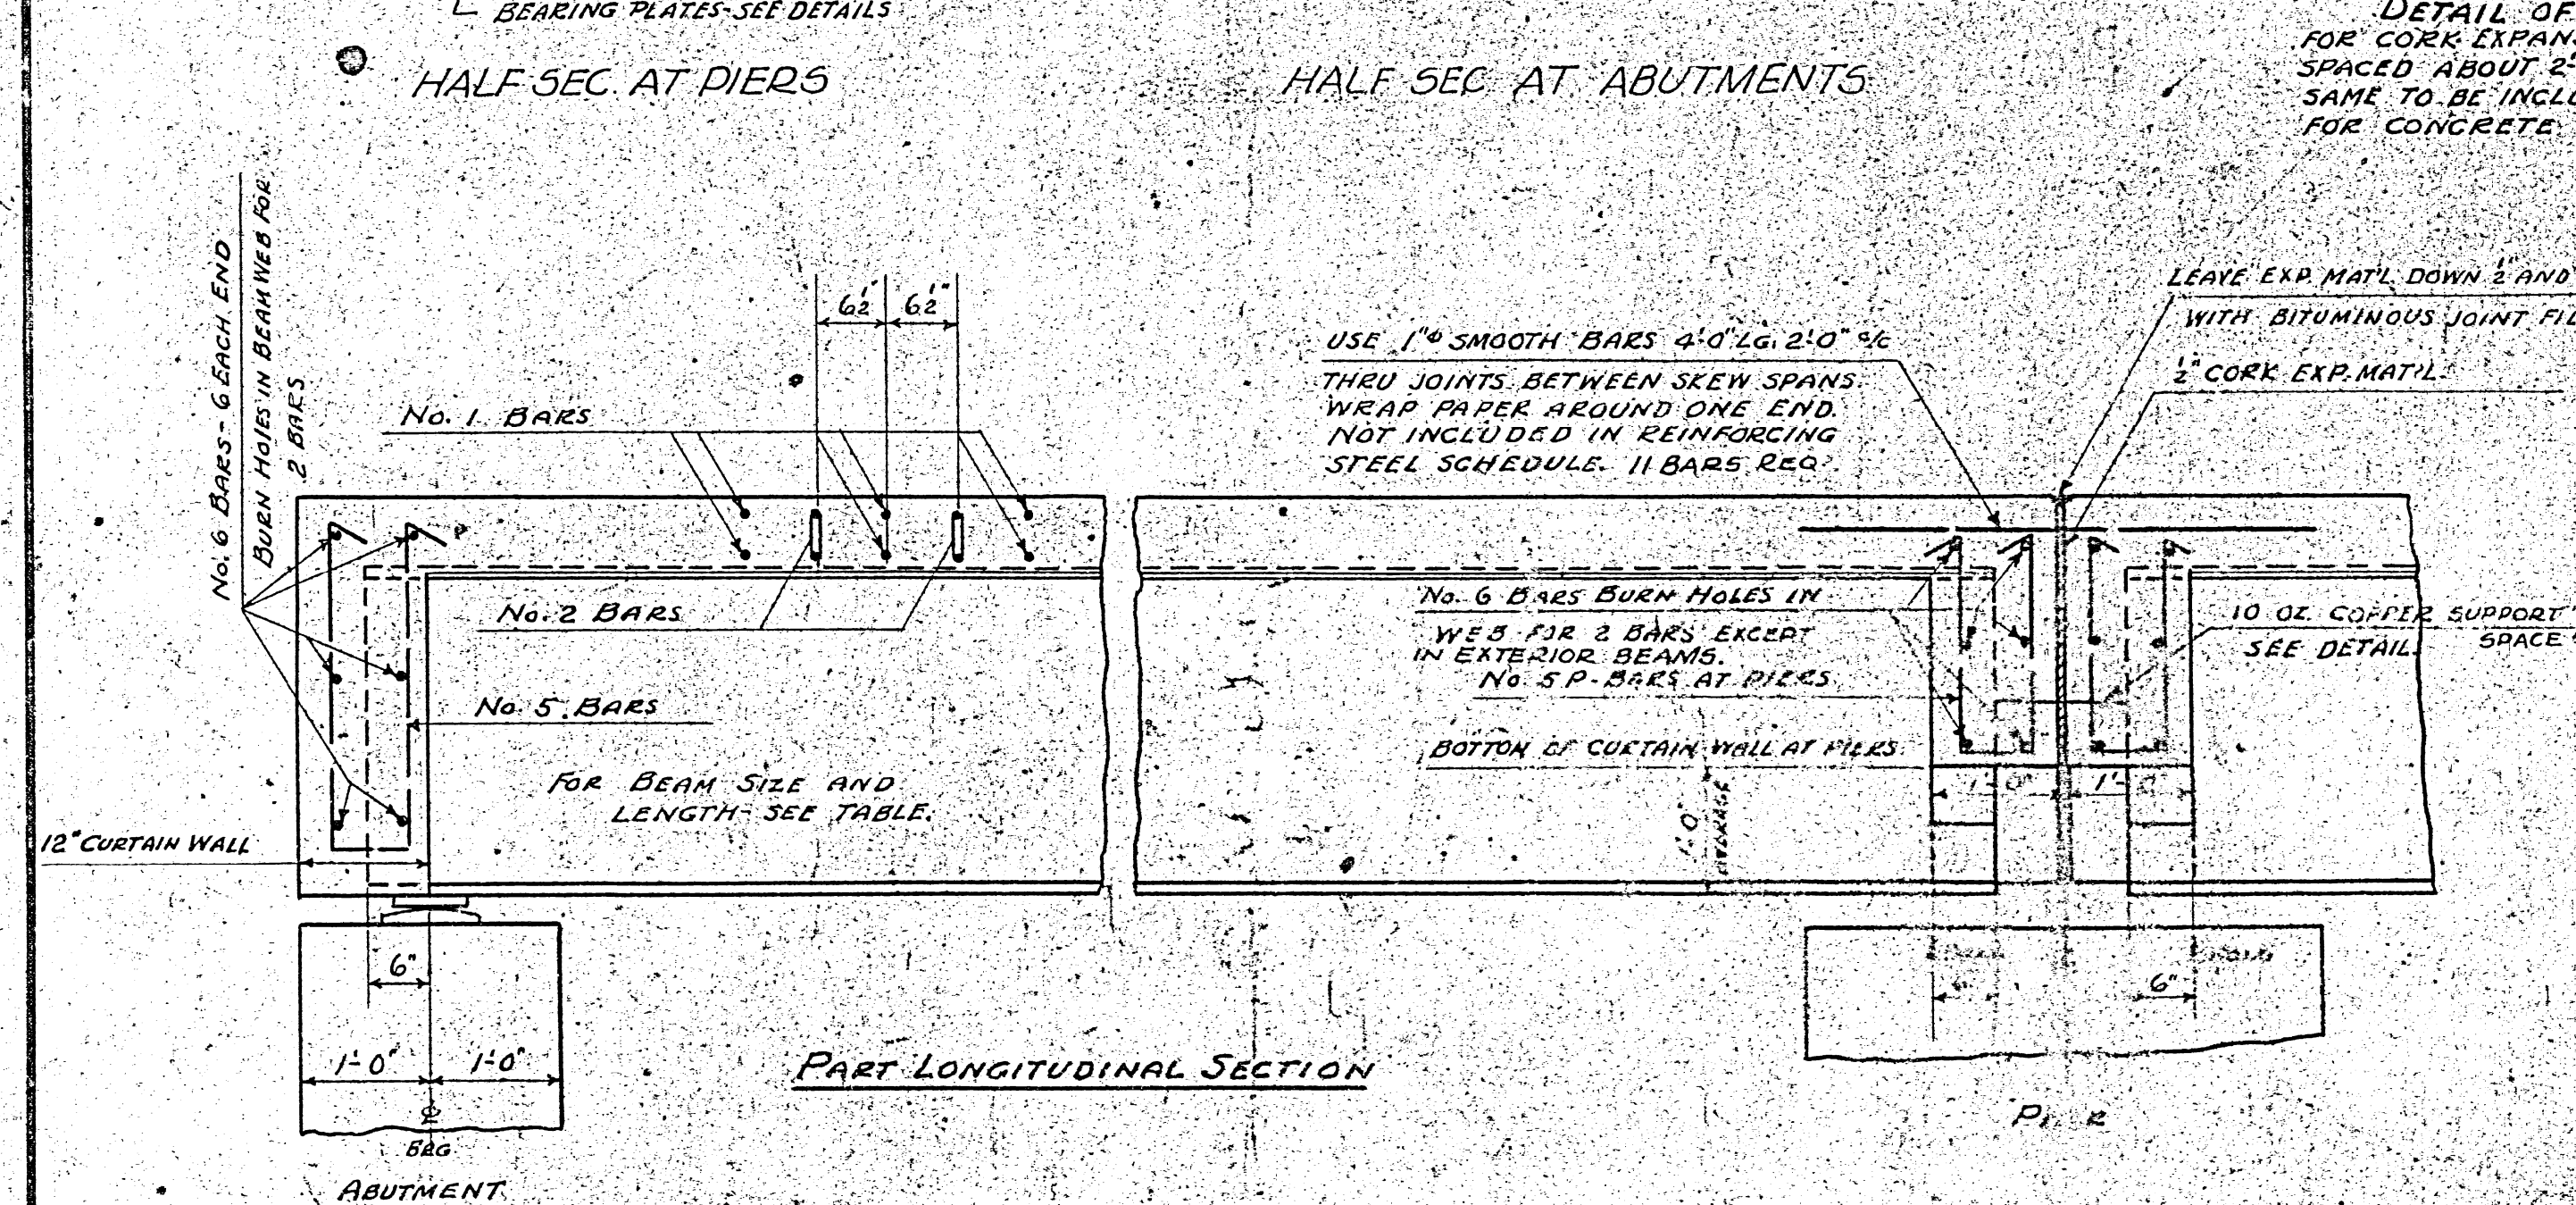 BEARING PLATES-SEE DETAILS
HALF SEC. AT PIERS
HALF SEC AT ABUTMENTS
DETAIL OF
FOR CORK EXPAN
SPACED ABOUT 2'
SAME TO BE INCLU
FOR CONCRETE
No. 6 BARS- 6 EACH END
BURN HOLES IN BEAM WEB FOR
2 BARS
6½" 6½"
No. 1 BARS
USE 1"Φ SMOOTH BARS 4'-0" LG. 2'-0" c/c
THRU JOINTS BETWEEN SKEW SPANS.
WRAP PAPER AROUND ONE END.
NOT INCLUDED IN REINFORCING
STEEL SCHEDULE. 11 BARS REQ.
LEAVE EXP. MAT'L DOWN ½" AND
WITH BITUMINOUS JOINT FIL
½" CORK EXP. MAT'L
No. 2 BARS
No. 5 BARS
FOR BEAM SIZE AND
LENGTH- SEE TABLE.
No. 6 BARS BURN HOLES IN
WEB FOR 2 BARS EXCEPT
IN EXTERIOR BEAMS.
No 5P-BARS AT PIERS
BOTTOM OF CURTAIN WALL AT PIERS
10 OZ. COPPER SUPPORT
SEE DETAIL. SPACE
12" CURTAIN WALL
1'-0" 1'-0"
1'-0"
AVERAGE
6"
6"
1'-0" 1'-0"
℄
BRG
ABUTMENT
PART LONGITUDINAL SECTION